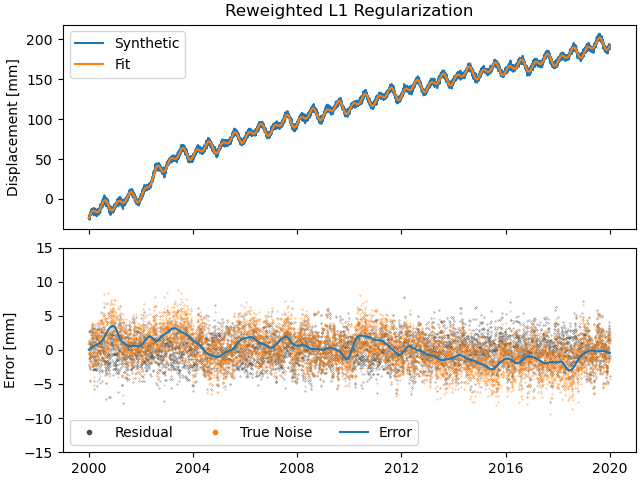 Reweighted L1 Regularization
Displacement [mm]
200
150
100
50
0
Synthetic
Fit
Error [mm]
15
10
5
0
−5
−10
−15
Residual True Noise Error
2000 2004 2008 2012 2016 2020